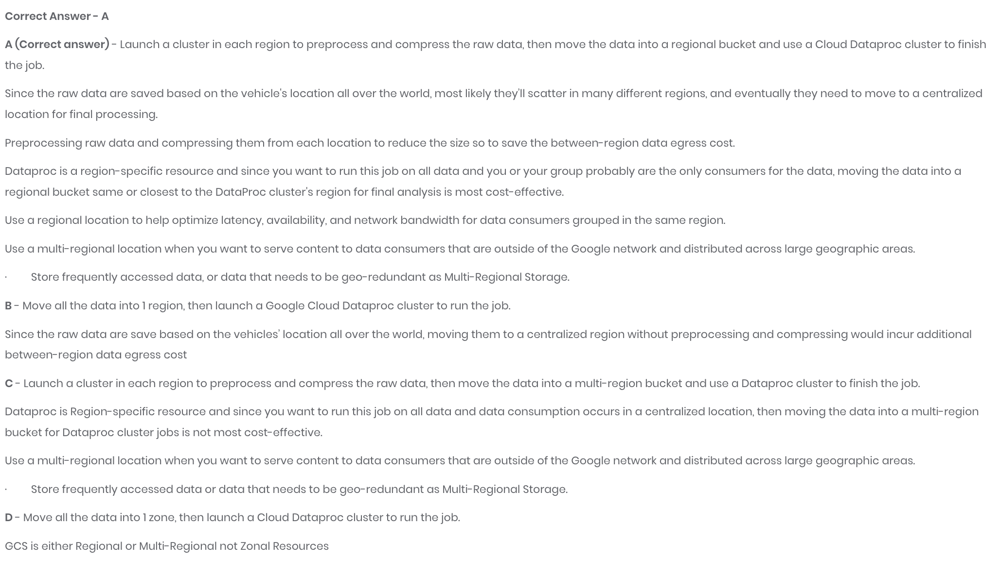 Correct Answer - A
A (Correct answer) - Launch a cluster in each region to preprocess and compress the raw data, then move the data into a regional bucket and use a Cloud Dataproc cluster to finish
the job.
Since the raw data are saved based on the vehicle's location all over the world, most likely they'll scatter in many different regions, and eventually they need to move to a centralized
location for final processing.
Preprocessing raw data and compressing them from each location to reduce the size so to save the between-region data egress cost.
Dataproc is a region-specific resource and since you want to run this job on all data and you or your group probably are the only consumers for the data, moving the data into a
regional bucket same or closest to the DataProc cluster's region for final analysis is most cost-effective.
Use a regional location to help optimize latency, availability, and network bandwidth for data consumers grouped in the same region.
Use a multi-regional location when you want to serve content to data consumers that are outside of the Google network and distributed across large geographic areas.
· Store frequently accessed data, or data that needs to be geo-redundant as Multi-Regional Storage.
B - Move all the data into 1 region, then launch a Google Cloud Dataproc cluster to run the job.
Since the raw data are save based on the vehicles’ location all over the world, moving them to a centralized region without preprocessing and compressing would incur additional
between-region data egress cost
C - Launch a cluster in each region to preprocess and compress the raw data, then move the data into a multi-region bucket and use a Dataproc cluster to finish the job.
Dataproc is Region-specific resource and since you want to run this job on all data and data consumption occurs in a centralized location, then moving the data into a multi-region
bucket for Dataproc cluster jobs is not most cost-effective.
Use a multi-regional location when you want to serve content to data consumers that are outside of the Google network and distributed across large geographic areas.
· Store frequently accessed data or data that needs to be geo-redundant as Multi-Regional Storage.
D - Move all the data into 1 zone, then launch a Cloud Dataproc cluster to run the job.
GCS is either Regional or Multi-Regional not Zonal Resources